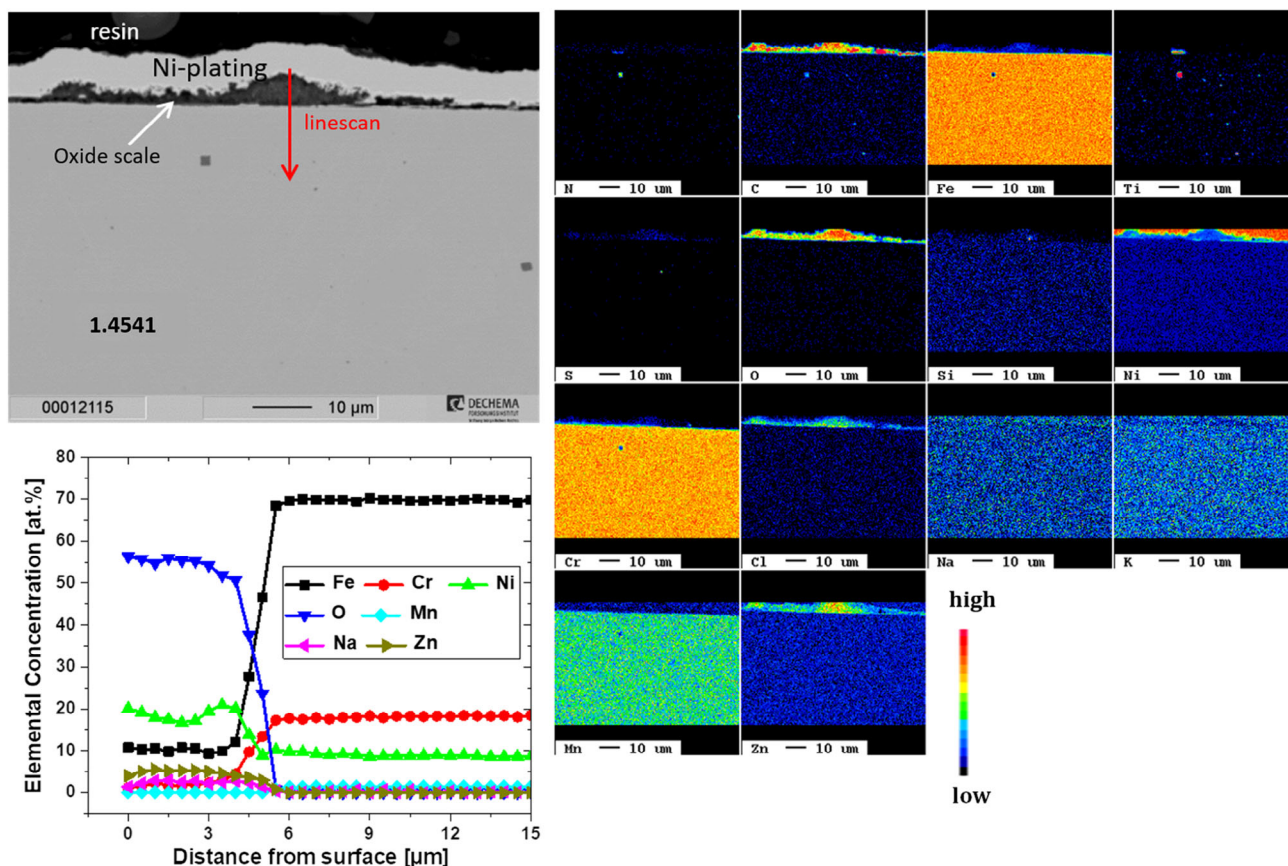 resin
Ni-plating
linescan
Oxide scale
1.4541
00012115
10 µm
DECHEMA
FORSCHUNGSINSTITUT
N 10 um
C 10 um
Fe 10 um
Ti 10 um
S 10 um
O 10 um
Si 10 um
Ni 10 um
Cr 10 um
Cl 10 um
Na 10 um
K 10 um
Mn 10 um
Zn 10 um
high
low
Elemental Concentration [at.%]
80
70
60
50
40
30
20
10
0
Fe Cr Ni
O Mn
Na Zn
0 3 6 9 12 15
Distance from surface [µm]